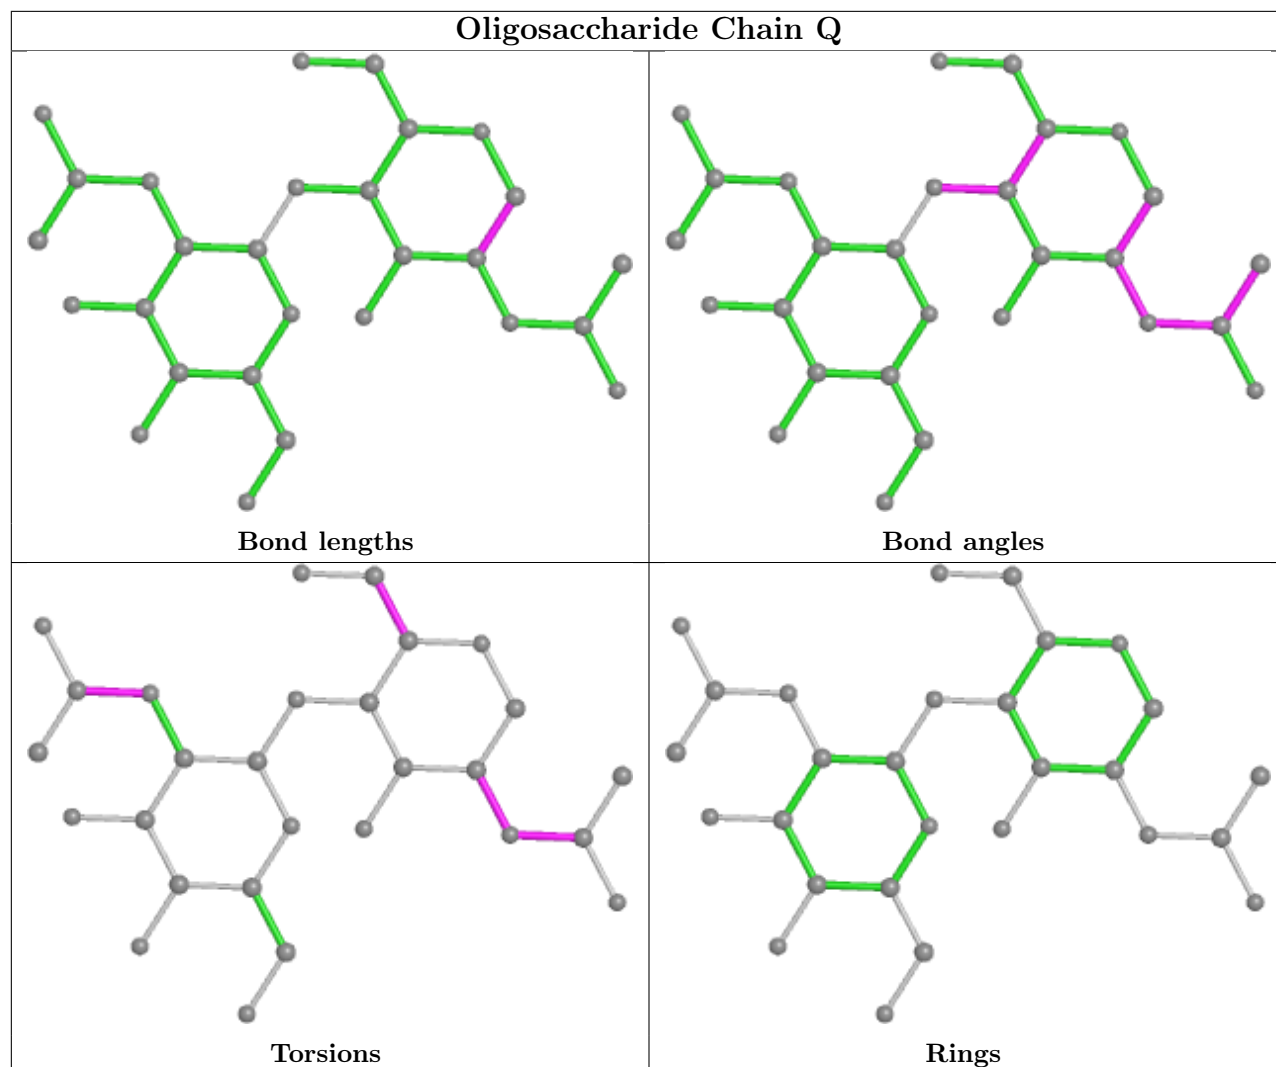 Oligosaccharide Chain Q
Bond lengths
Bond angles
Torsions
Rings